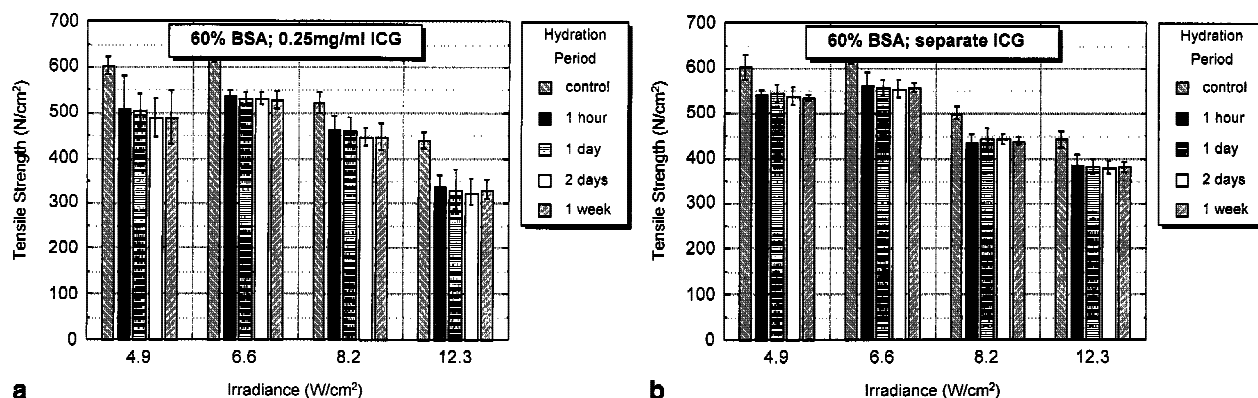 700
600
500
400
300
200
100
0
Tensile Strength (N/cm²)
60% BSA; 0.25mg/ml ICG
4.9 6.6 8.2 12.3
Irradiance (W/cm²)
a
Hydration
Period
control
1 hour
1 day
2 days
1 week
700
600
500
400
300
200
100
0
Tensile Strength (N/cm²)
60% BSA; separate ICG
4.9 6.6 8.2 12.3
Irradiance (W/cm²)
b
Hydration
Period
control
1 hour
1 day
2 days
1 week